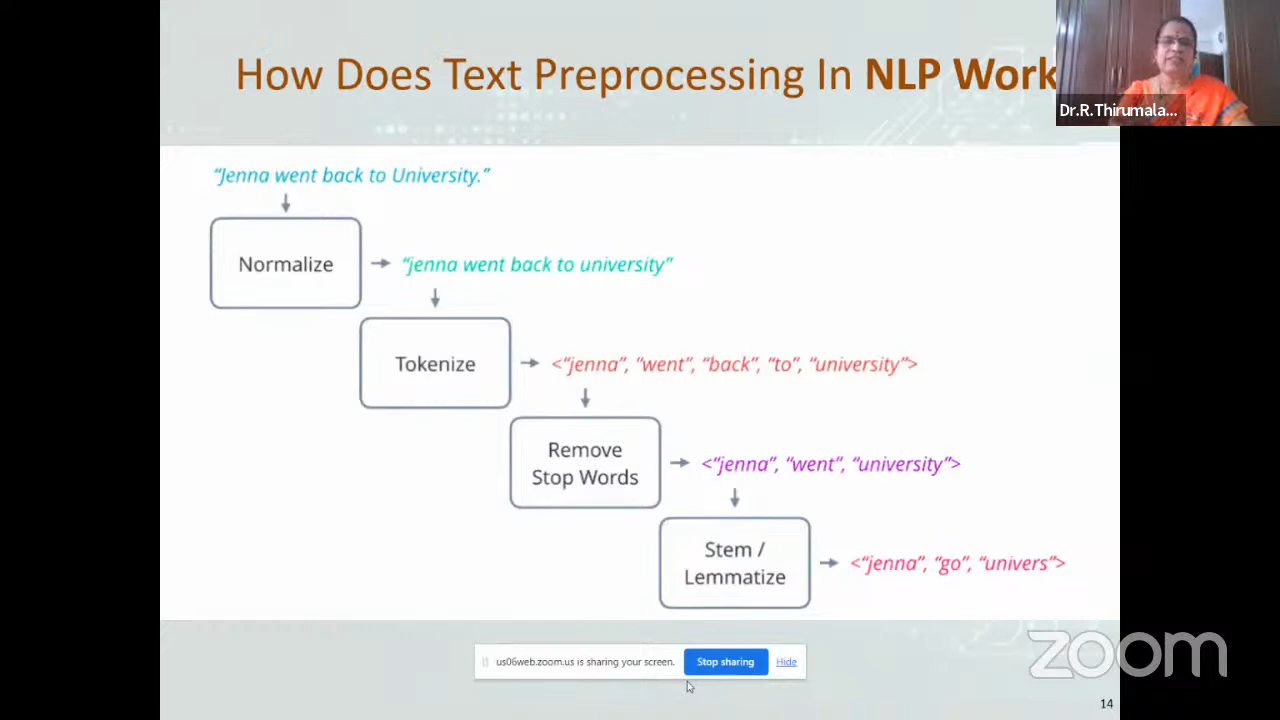 How Does Text Preprocessing In NLP Work
Dr.R.Thirumala...
“Jenna went back to University.”
Normalize
“jenna went back to university”
Tokenize
<“jenna”, “went”, “back”, “to”, “university”>
Remove
Stop Words
<“jenna”, “went”, “university”>
Stem /
Lemmatize
<“jenna”, “go”, “univers”>
us06web.zoom.us is sharing your screen.
Stop sharing
Hide
zoom
14